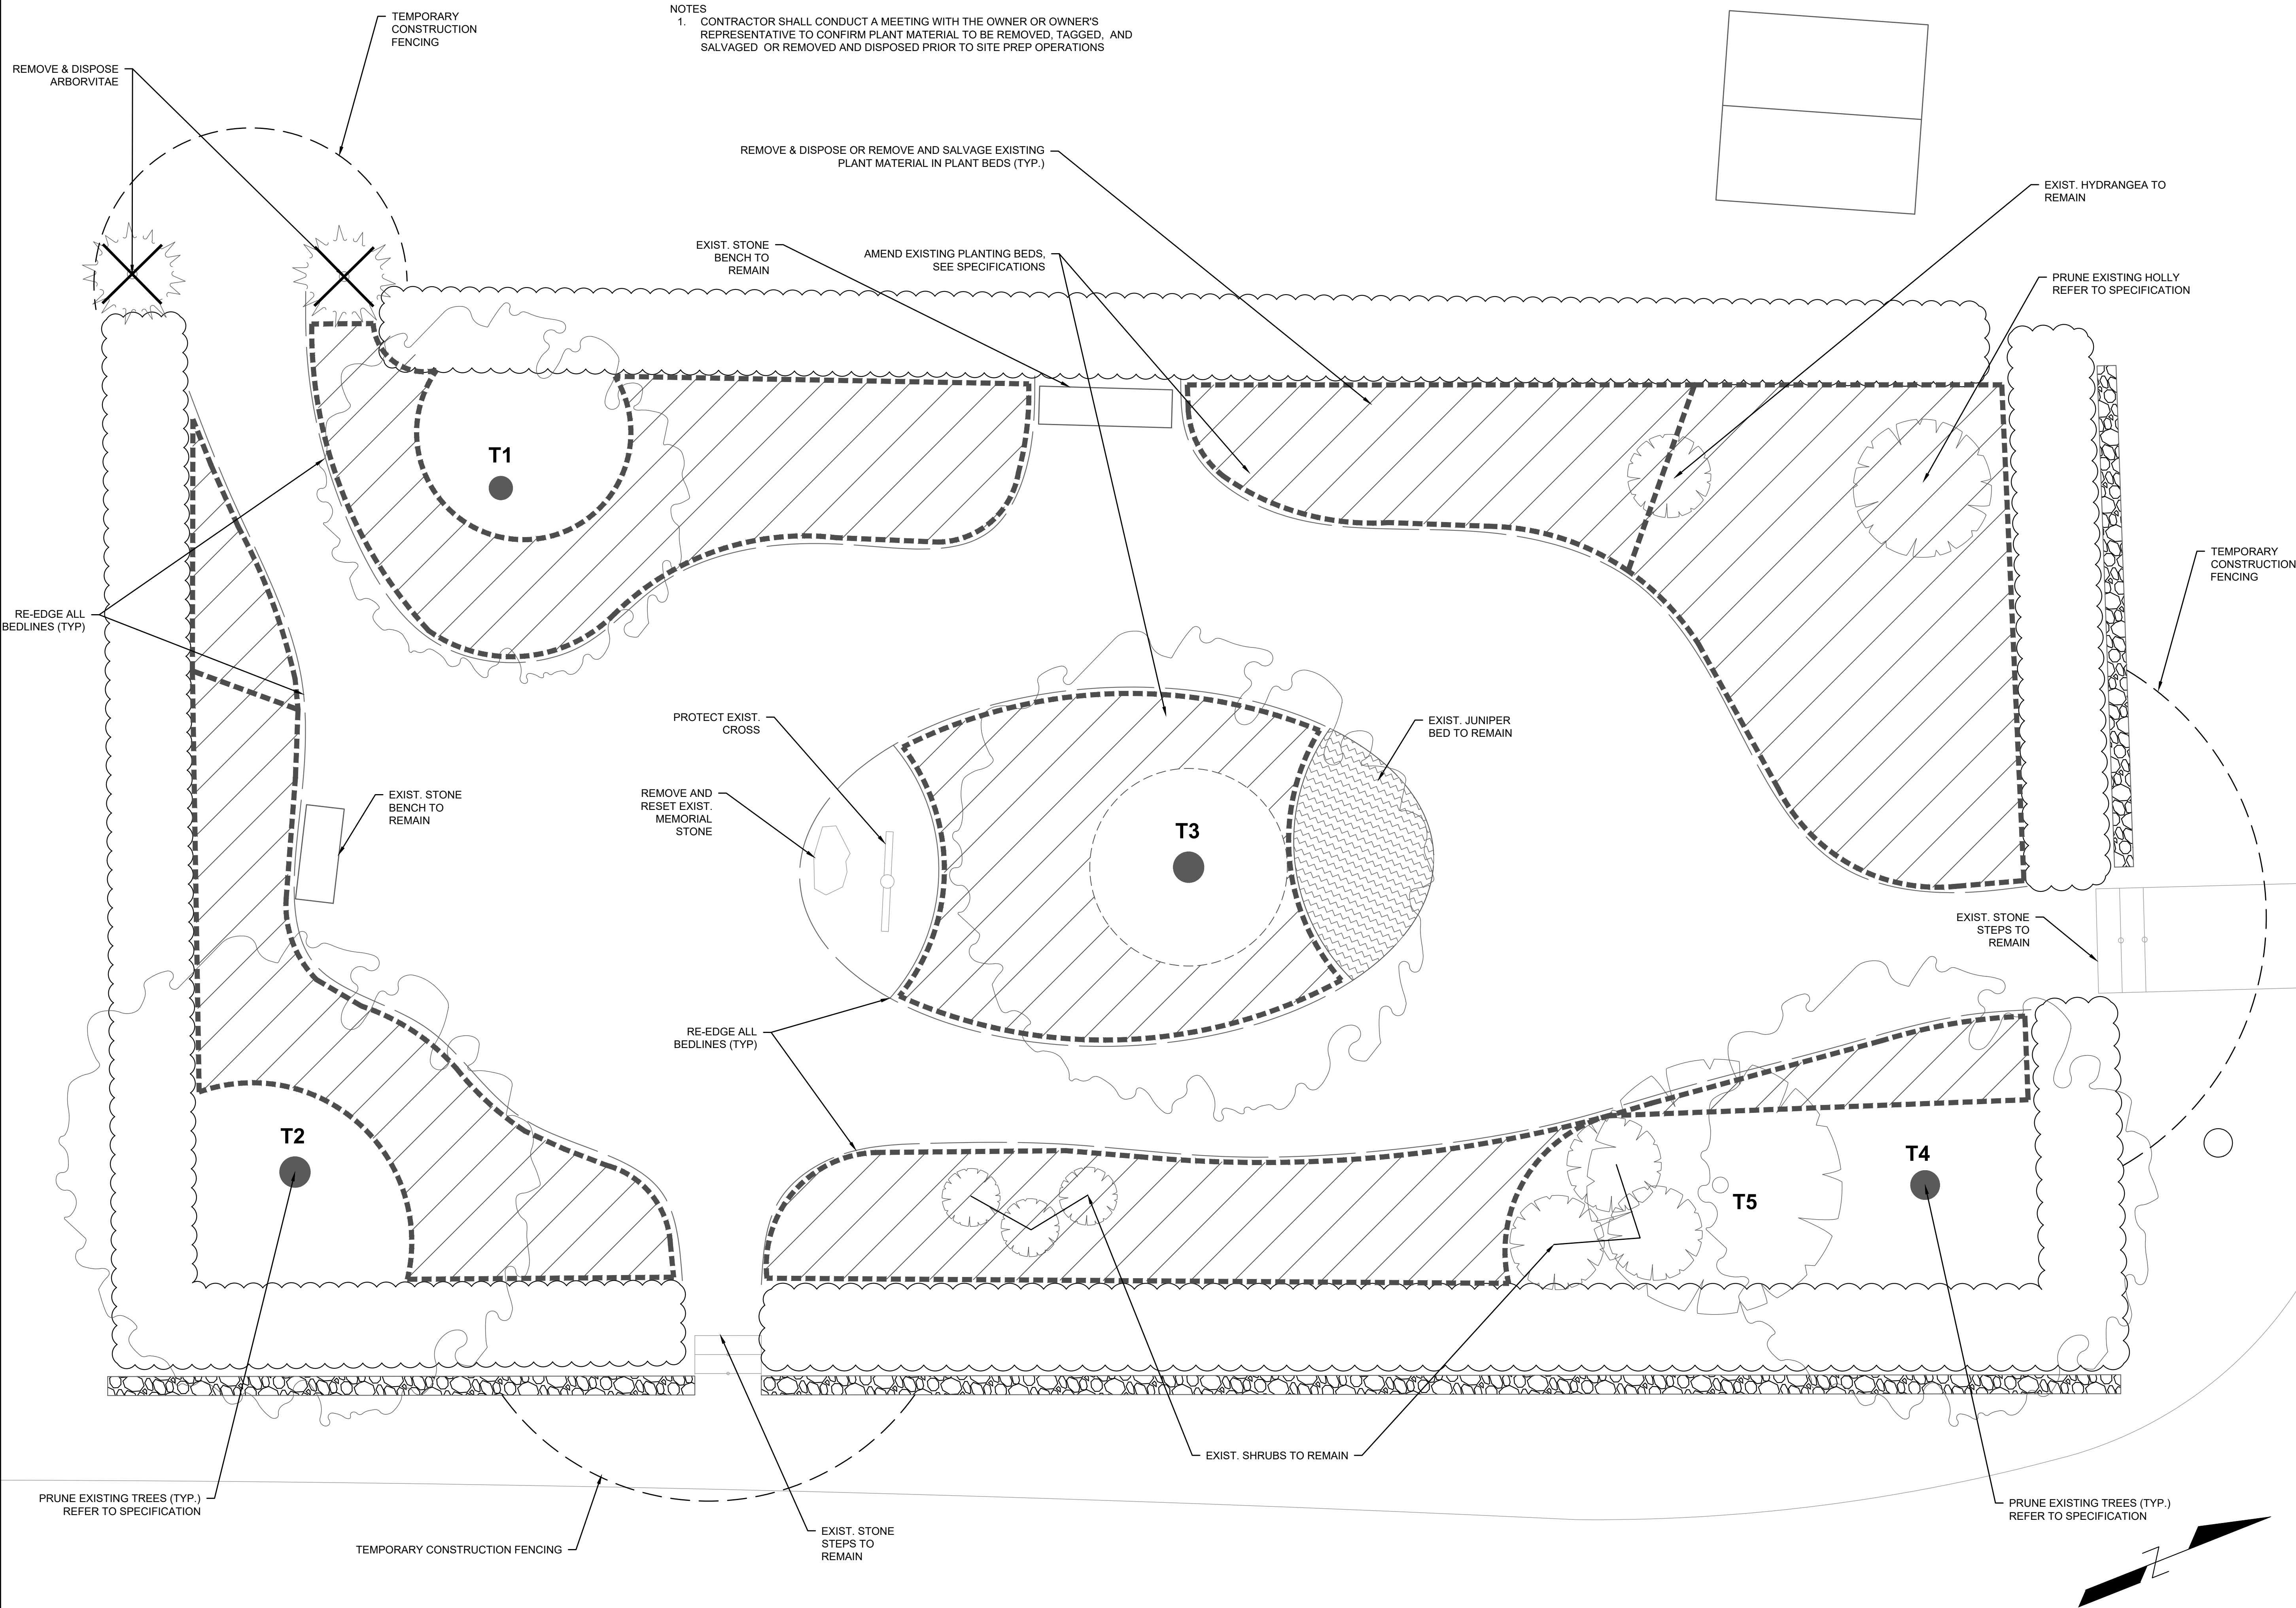 NOTES
1. CONTRACTOR SHALL CONDUCT A MEETING WITH THE OWNER OR OWNER'S
REPRESENTATIVE TO CONFIRM PLANT MATERIAL TO BE REMOVED, TAGGED, AND
SALVAGED OR REMOVED AND DISPOSED PRIOR TO SITE PREP OPERATIONS
TEMPORARY
CONSTRUCTION
FENCING
REMOVE & DISPOSE
ARBORVITAE
REMOVE & DISPOSE OR REMOVE AND SALVAGE EXISTING
PLANT MATERIAL IN PLANT BEDS (TYP.)
EXIST. HYDRANGEA TO
REMAIN
EXIST. STONE
BENCH TO
REMAIN
AMEND EXISTING PLANTING BEDS,
SEE SPECIFICATIONS
PRUNE EXISTING HOLLY
REFER TO SPECIFICATION
T1
TEMPORARY
CONSTRUCTION
FENCING
RE-EDGE ALL
BEDLINES (TYP)
PROTECT EXIST.
CROSS
EXIST. JUNIPER
BED TO REMAIN
REMOVE AND
RESET EXIST.
MEMORIAL
STONE
EXIST. STONE
BENCH TO
REMAIN
T3
EXIST. STONE
STEPS TO
REMAIN
RE-EDGE ALL
BEDLINES (TYP)
T2
T4
T5
EXIST. SHRUBS TO REMAIN
PRUNE EXISTING TREES (TYP.)
REFER TO SPECIFICATION
PRUNE EXISTING TREES (TYP.)
REFER TO SPECIFICATION
TEMPORARY CONSTRUCTION FENCING
EXIST. STONE
STEPS TO
REMAIN
Z